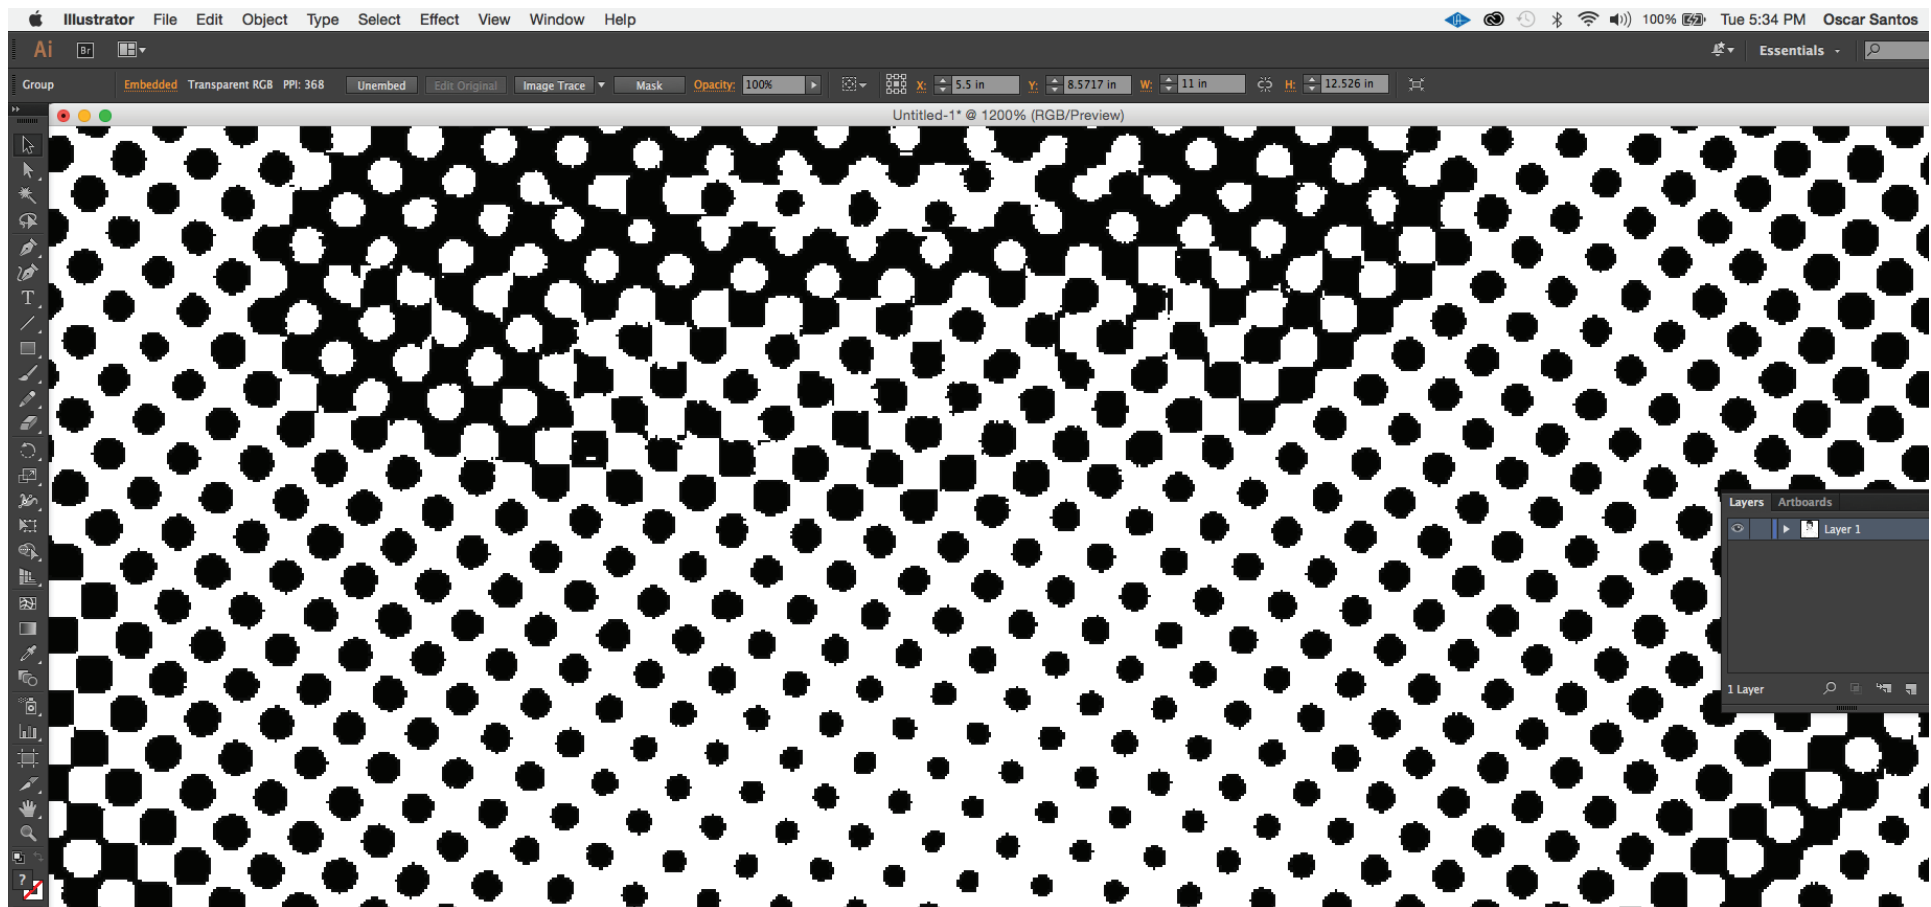 Illustrator File Edit Object Type Select Effect View Window Help 100% Tue 5:34 PM Oscar Santos
Ai Br Essentials
Group Embedded Transparent RGB PPI: 368 Unembed Edit Original Image Trace Mask Opacity: 100% X: 5.5 in Y: 8.5717 in W: 11 in H: 12.526 in
Untitled-1* @ 1200% (RGB/Preview)
T
Layers Artboards
Layer 1
1 Layer
?